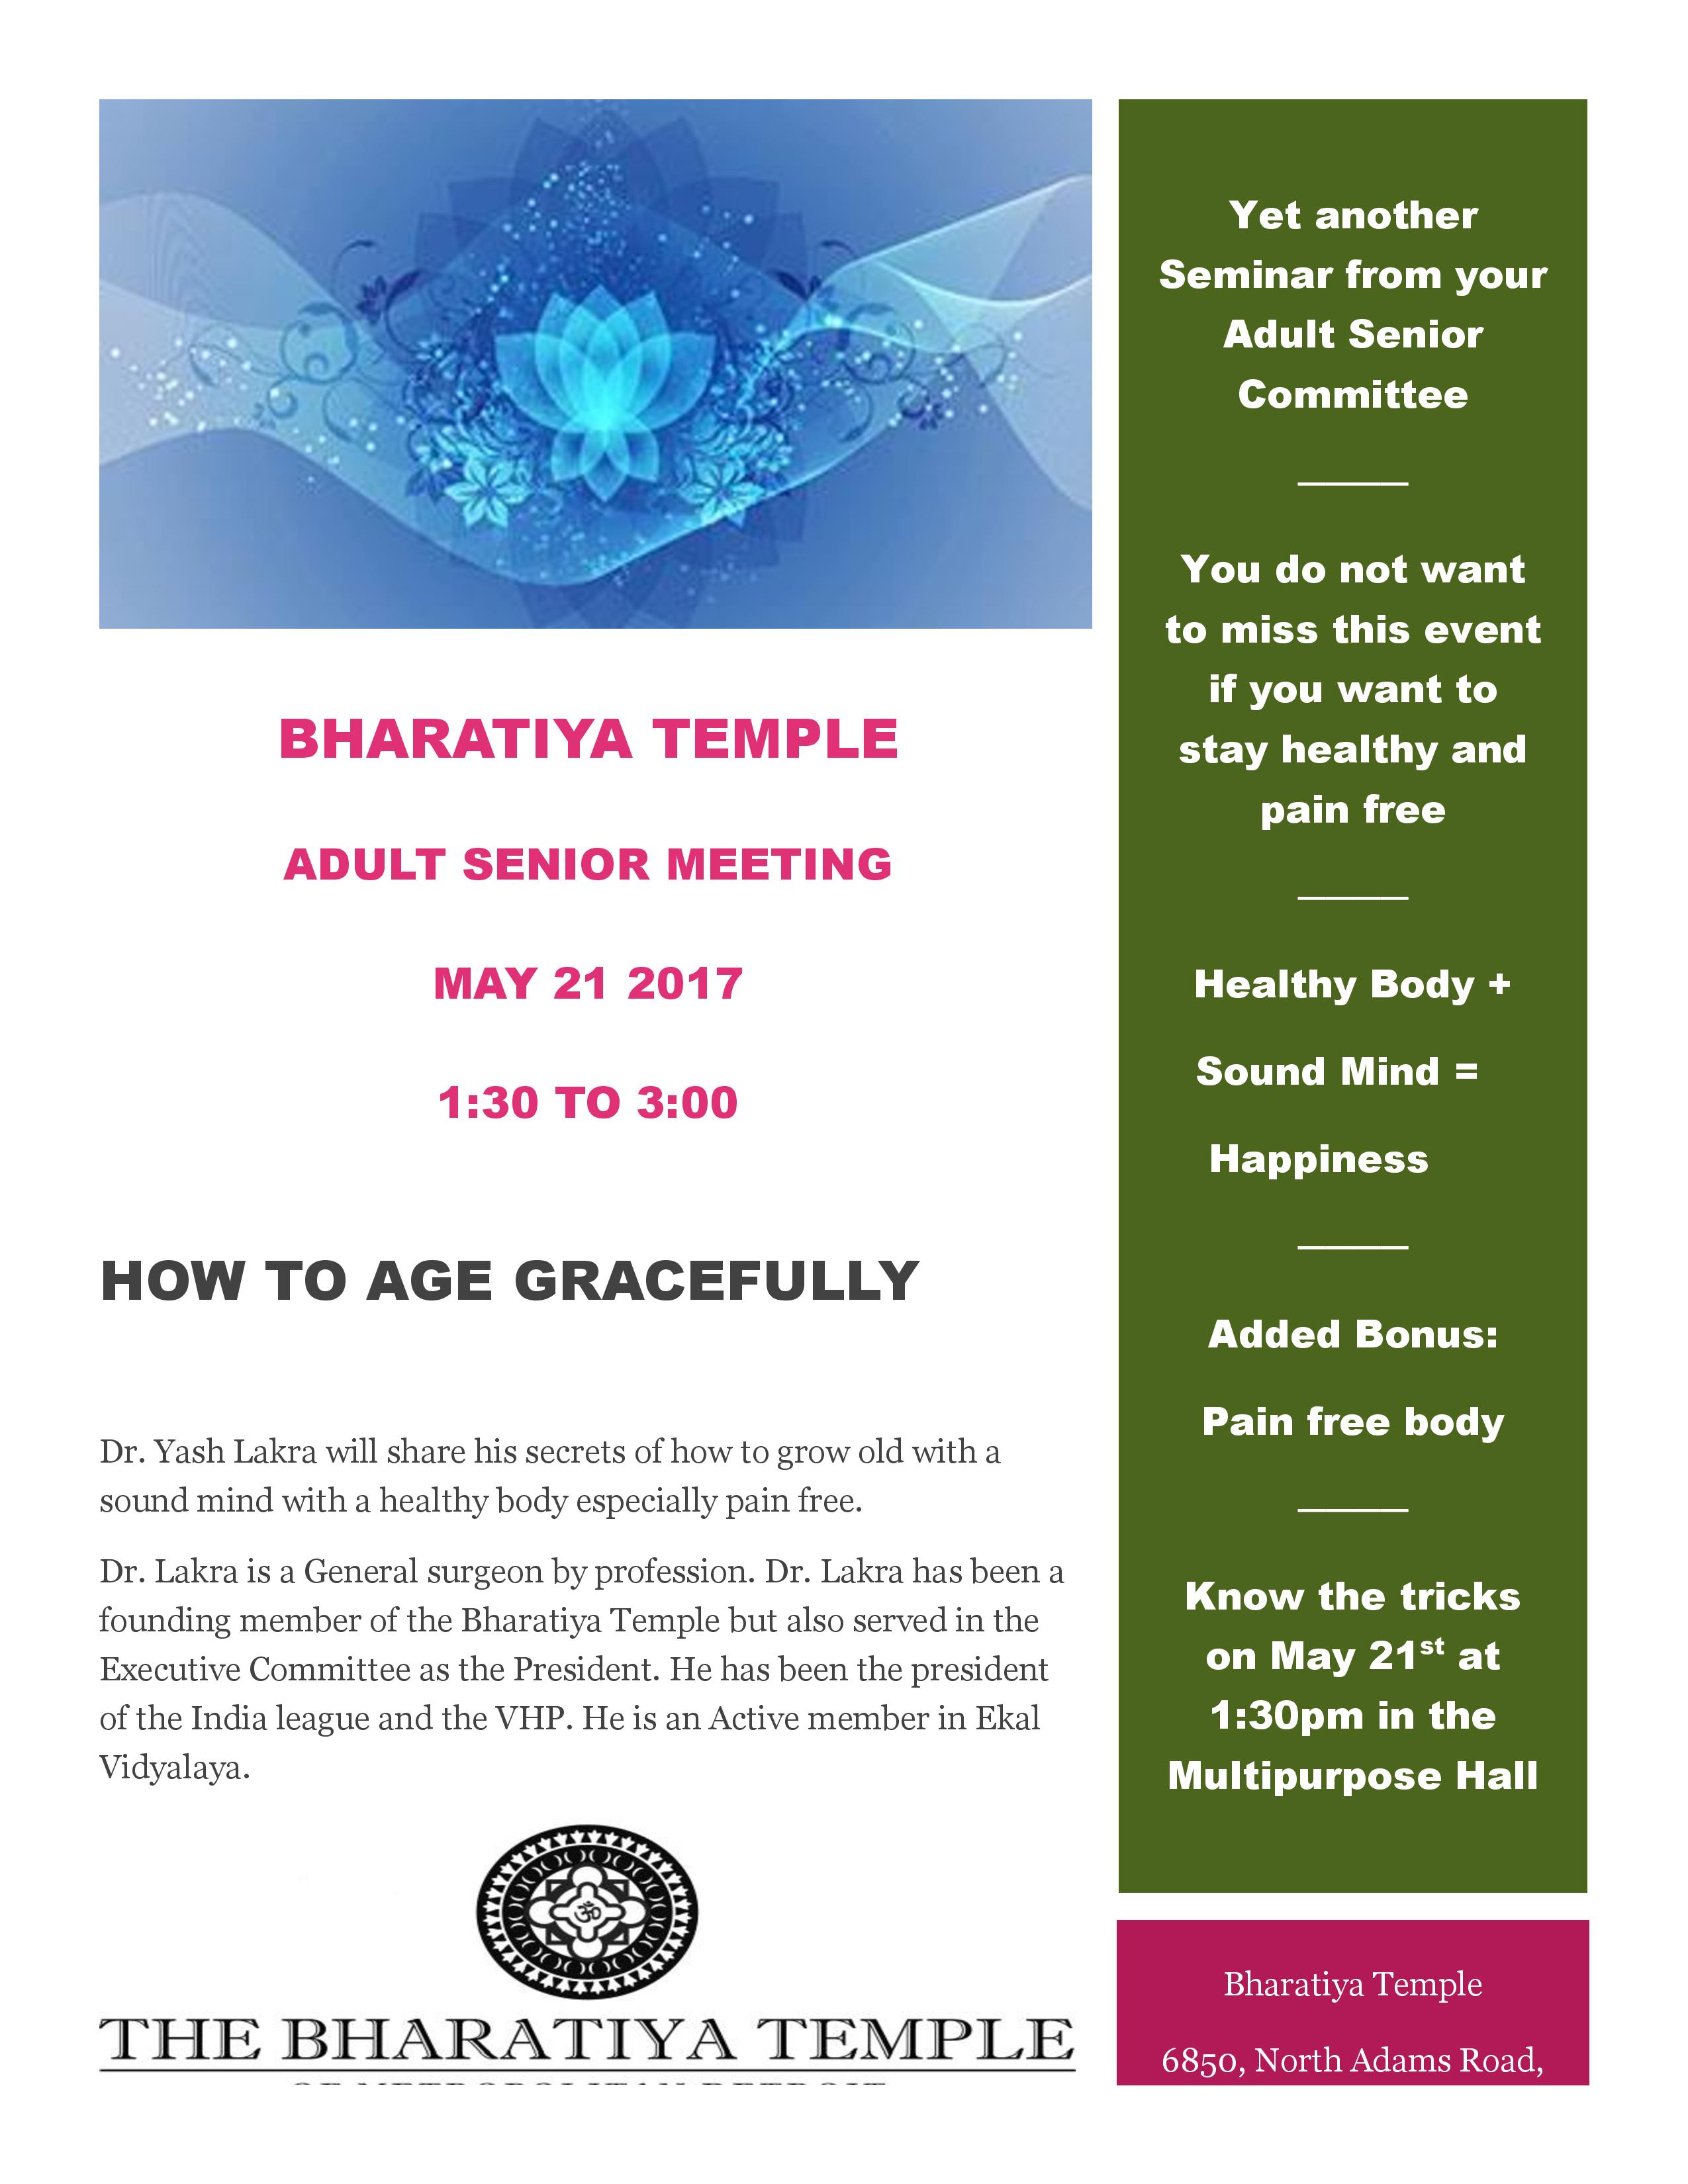 BHARATIYA TEMPLE
ADULT SENIOR MEETING
MAY 21 2017
1:30 TO 3:00
HOW TO AGE GRACEFULLY
Dr. Yash Lakra will share his secrets of how to grow old with a
sound mind with a healthy body especially pain free.
Dr. Lakra is a General surgeon by profession. Dr. Lakra has been a
founding member of the Bharatiya Temple but also served in the
Executive Committee as the President. He has been the president
of the India league and the VHP. He is an Active member in Ekal
Vidyalaya.
ॐ
THE BHARATIYA TEMPLE
Yet another
Seminar from your
Adult Senior
Committee
You do not want
to miss this event
if you want to
stay healthy and
pain free
Healthy Body +
Sound Mind =
Happiness
Added Bonus:
Pain free body
Know the tricks
on May 21st at
1:30pm in the
Multipurpose Hall
Bharatiya Temple
6850, North Adams Road,